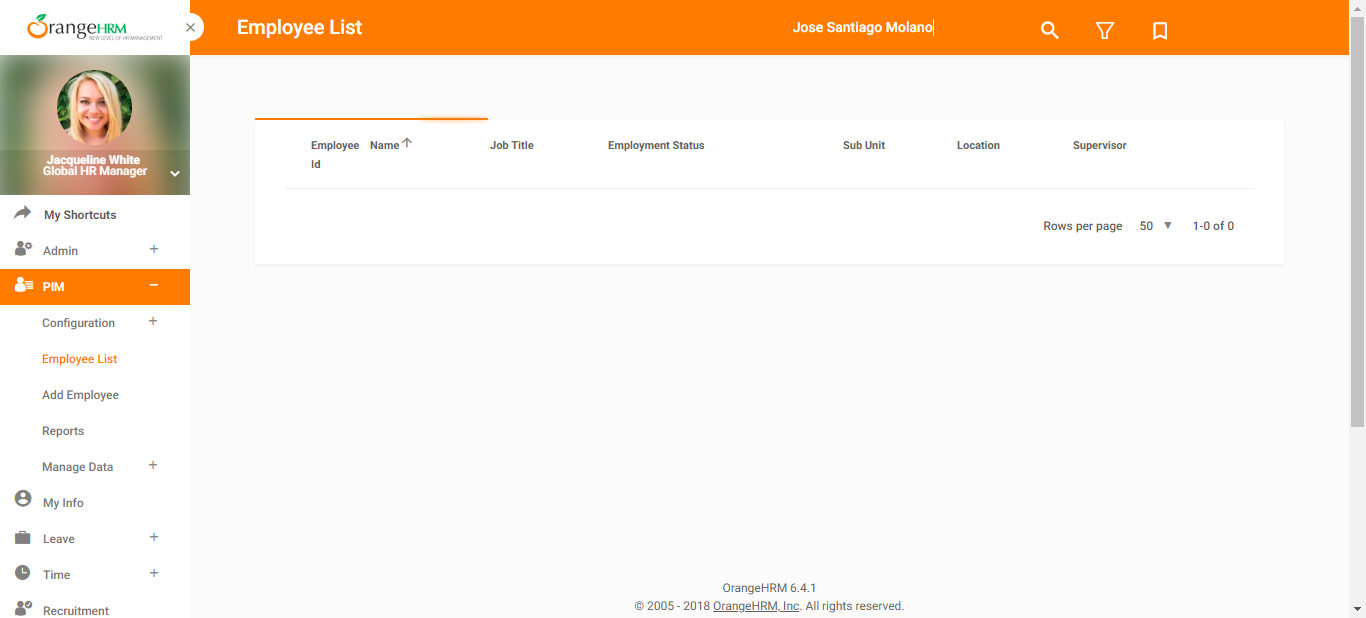 OrangeHRM
NEW LEVEL OF HR MANAGEMENT
Employee List
Jose Santiago Molano
Jacqueline White
Global HR Manager
My Shortcuts
Admin
PIM
Configuration
Employee List
Add Employee
Reports
Manage Data
My Info
Leave
Time
Recruitment
Employee Id
Name
Job Title
Employment Status
Sub Unit
Location
Supervisor
Rows per page 50 1-0 of 0
OrangeHRM 6.4.1
© 2005 - 2018 OrangeHRM, Inc. All rights reserved.